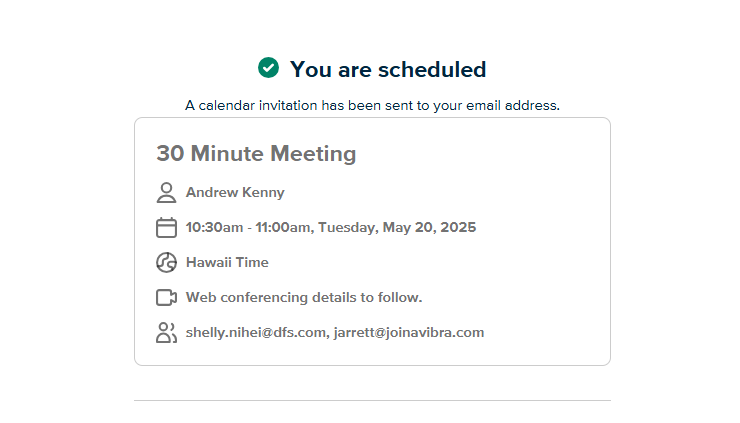 You are scheduled
A calendar invitation has been sent to your email address.
30 Minute Meeting
Andrew Kenny
10:30am - 11:00am, Tuesday, May 20, 2025
Hawaii Time
Web conferencing details to follow.
shelly.nihei@dfs.com, jarrett@joinavibra.com